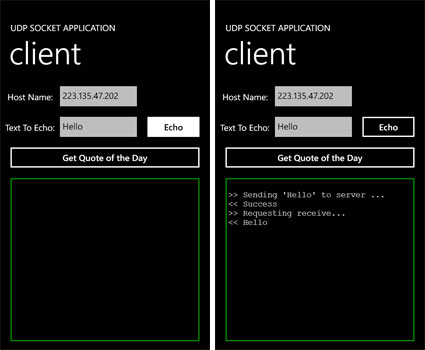 UDP SOCKET APPLICATION
client
Host Name: 223.135.47.202
Text To Echo: Hello Echo
Get Quote of the Day
UDP SOCKET APPLICATION
client
Host Name: 223.135.47.202
Text To Echo: Hello Echo
Get Quote of the Day
>> Sending 'Hello' to server ...
<< Success
>> Requesting receive...
<< Hello